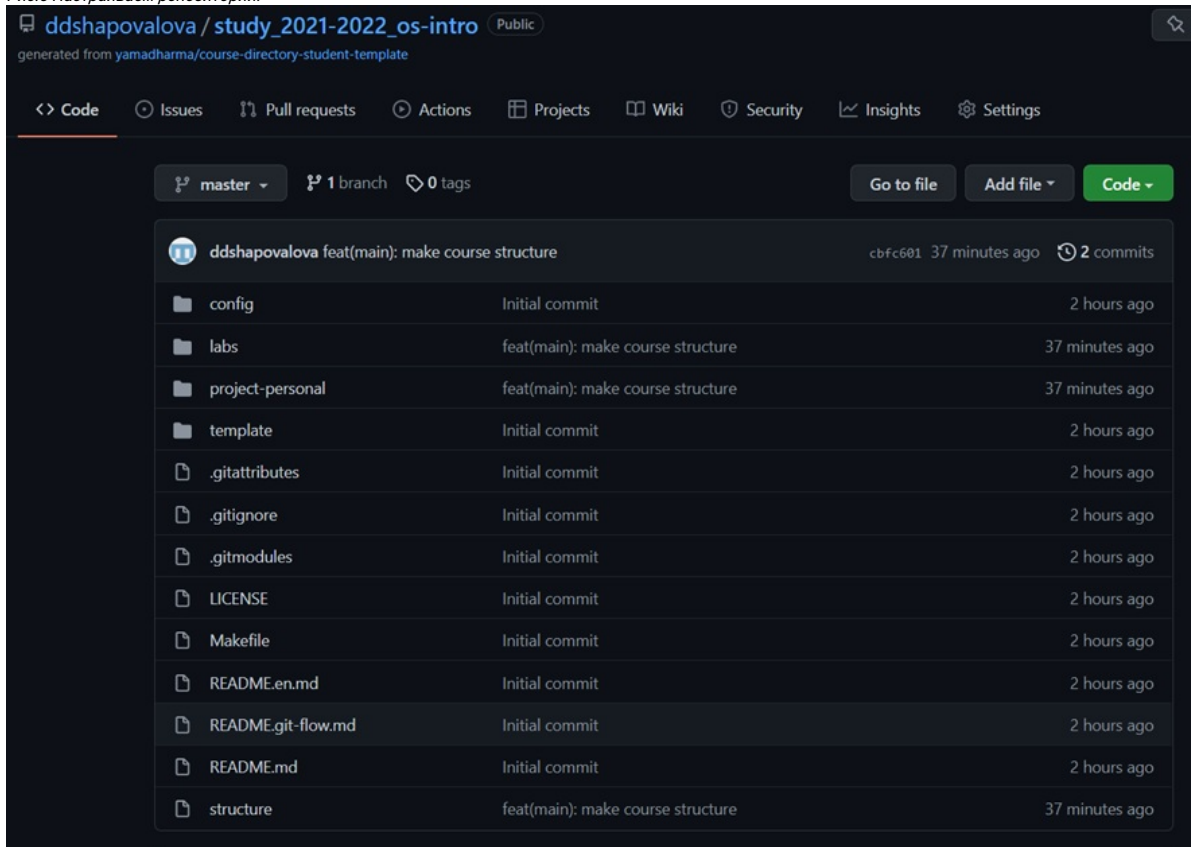 ddshapovalova / study_2021-2022_os-intro Public
generated from yamadharma/course-directory-student-template
Code Issues Pull requests Actions Projects Wiki Security Insights Settings
master 1 branch 0 tags Go to file Add file Code
ddshapovalova feat(main): make course structure cbfc601 37 minutes ago 2 commits
config Initial commit 2 hours ago
labs feat(main): make course structure 37 minutes ago
project-personal feat(main): make course structure 37 minutes ago
template Initial commit 2 hours ago
.gitattributes Initial commit 2 hours ago
.gitignore Initial commit 2 hours ago
.gitmodules Initial commit 2 hours ago
LICENSE Initial commit 2 hours ago
Makefile Initial commit 2 hours ago
README.en.md Initial commit 2 hours ago
README.git-flow.md Initial commit 2 hours ago
README.md Initial commit 2 hours ago
structure feat(main): make course structure 37 minutes ago